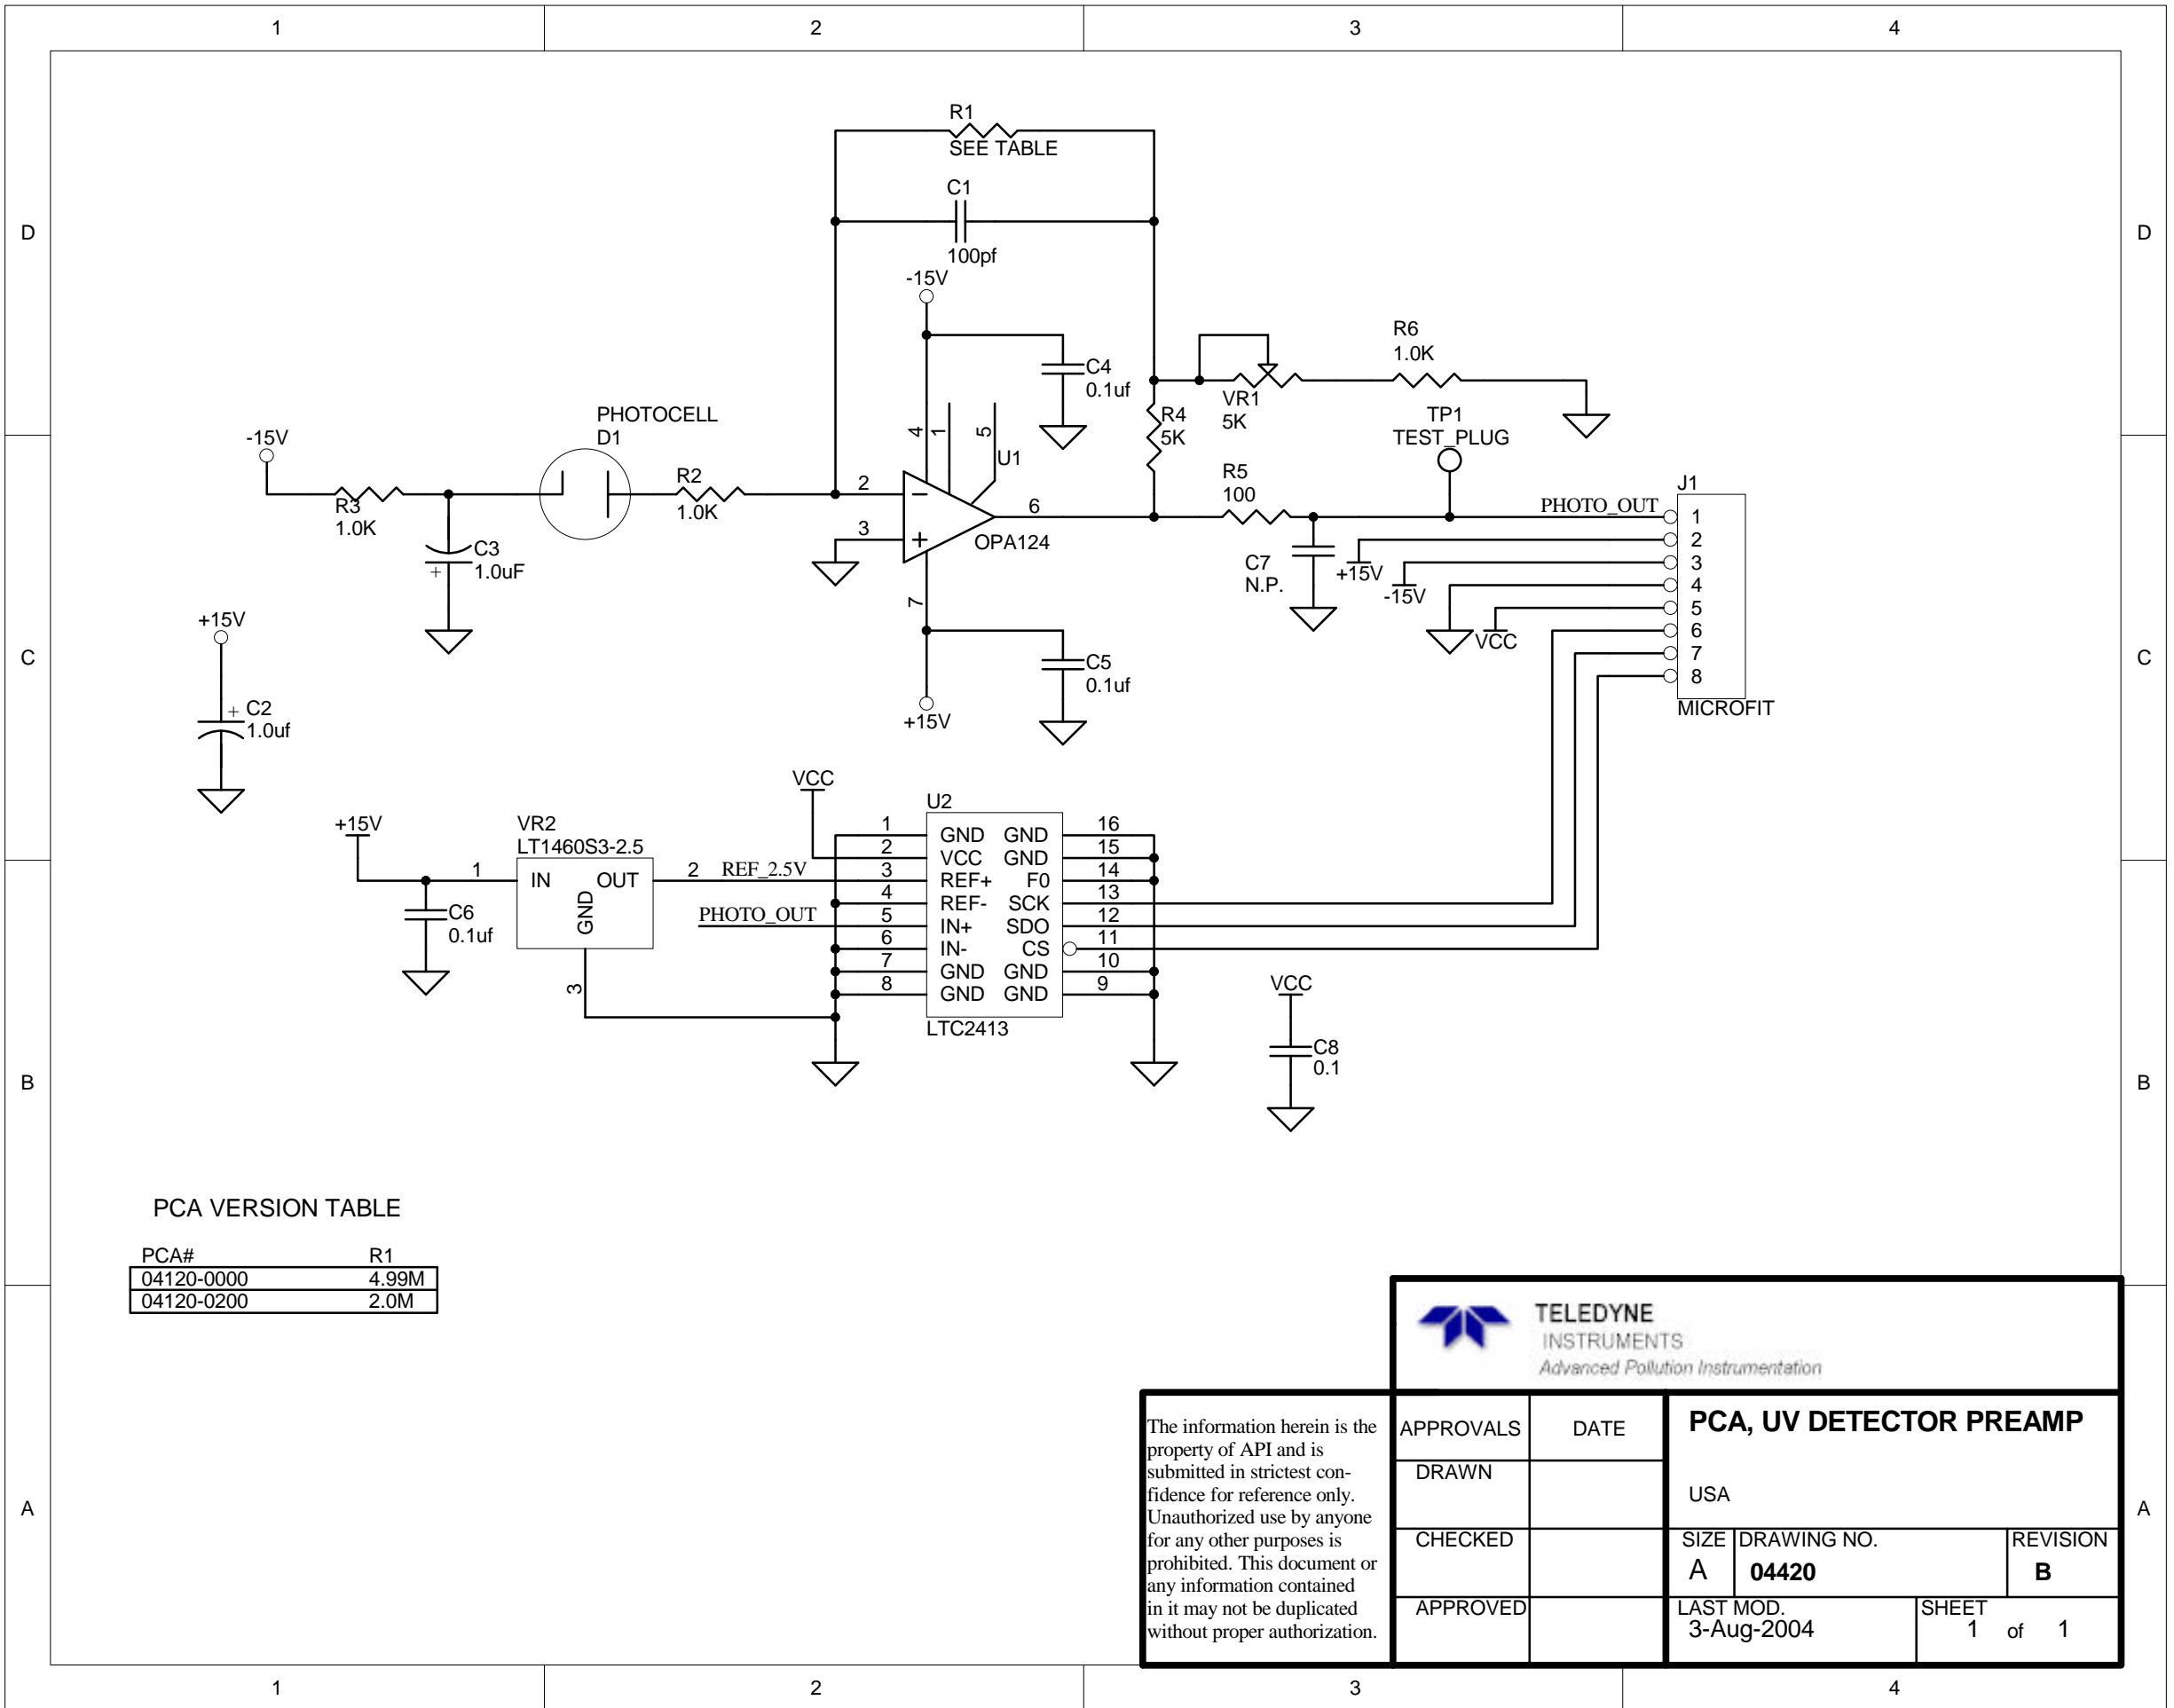 1 2 3 4
D D
C C
B B
A A
R1
SEE TABLE
C1
100pf
-15V
C4
0.1uf
R6
1.0K
VR1
5K
R4
5K
TP1
TEST_PLUG
PHOTOCELL
D1
-15V
R3
1.0K
C3
+ 1.0uF
R2
1.0K
4 1 5
U1
2
3
6
7
OPA124
R5
100
C7
N.P.
PHOTO_OUT
+15V
-15V
VCC
J1
1
2
3
4
5
6
7
8
MICROFIT
+15V
+ C2
1.0uf
C5
0.1uf
+15V
+15V
VR2
LT1460S3-2.5
1 IN OUT 2 REF_2.5V
GND
3
C6
0.1uf
PHOTO_OUT
VCC
U2
1 GND GND 16
2 VCC GND 15
3 REF+ F0 14
4 REF- SCK 13
5 IN+ SDO 12
6 IN- CS 11
7 GND GND 10
8 GND GND 9
LTC2413
VCC
C8
0.1
PCA VERSION TABLE
PCA# R1
04120-0000 4.99M
04120-0200 2.0M
TELEDYNE
INSTRUMENTS
Advanced Pollution Instrumentation
The information herein is the
property of API and is
submitted in strictest con-
fidence for reference only.
Unauthorized use by anyone
for any other purposes is
prohibited. This document or
any information contained
in it may not be duplicated
without proper authorization.
APPROVALS DATE
DRAWN
CHECKED
APPROVED
PCA, UV DETECTOR PREAMP
USA
SIZE DRAWING NO. REVISION
A 04420 B
LAST MOD. SHEET
3-Aug-2004 1 of 1
1 2 3 4